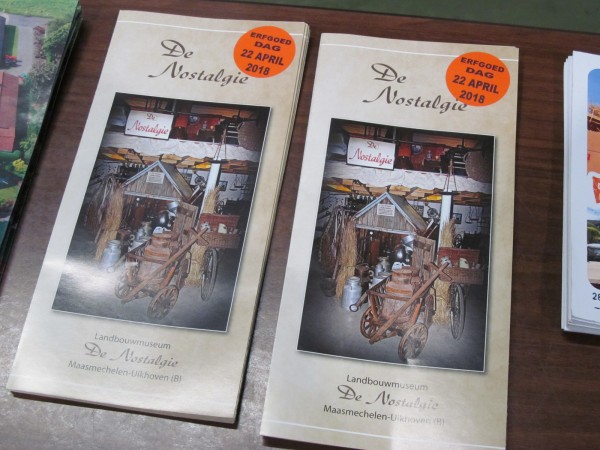 De
Nostalgie
ERFGOED
DAG
22 APRIL
2018
De
Nostalgie
Landbouwmuseum
De Nostalgie
Maasmechelen-Uikhoven (B)
De
Nostalgie
ERFGOED
DAG
22 APRIL
2018
De
Nostalgie
Landbouwmuseum
De Nostalgie
Maasmechelen-Uikhoven (B)
28